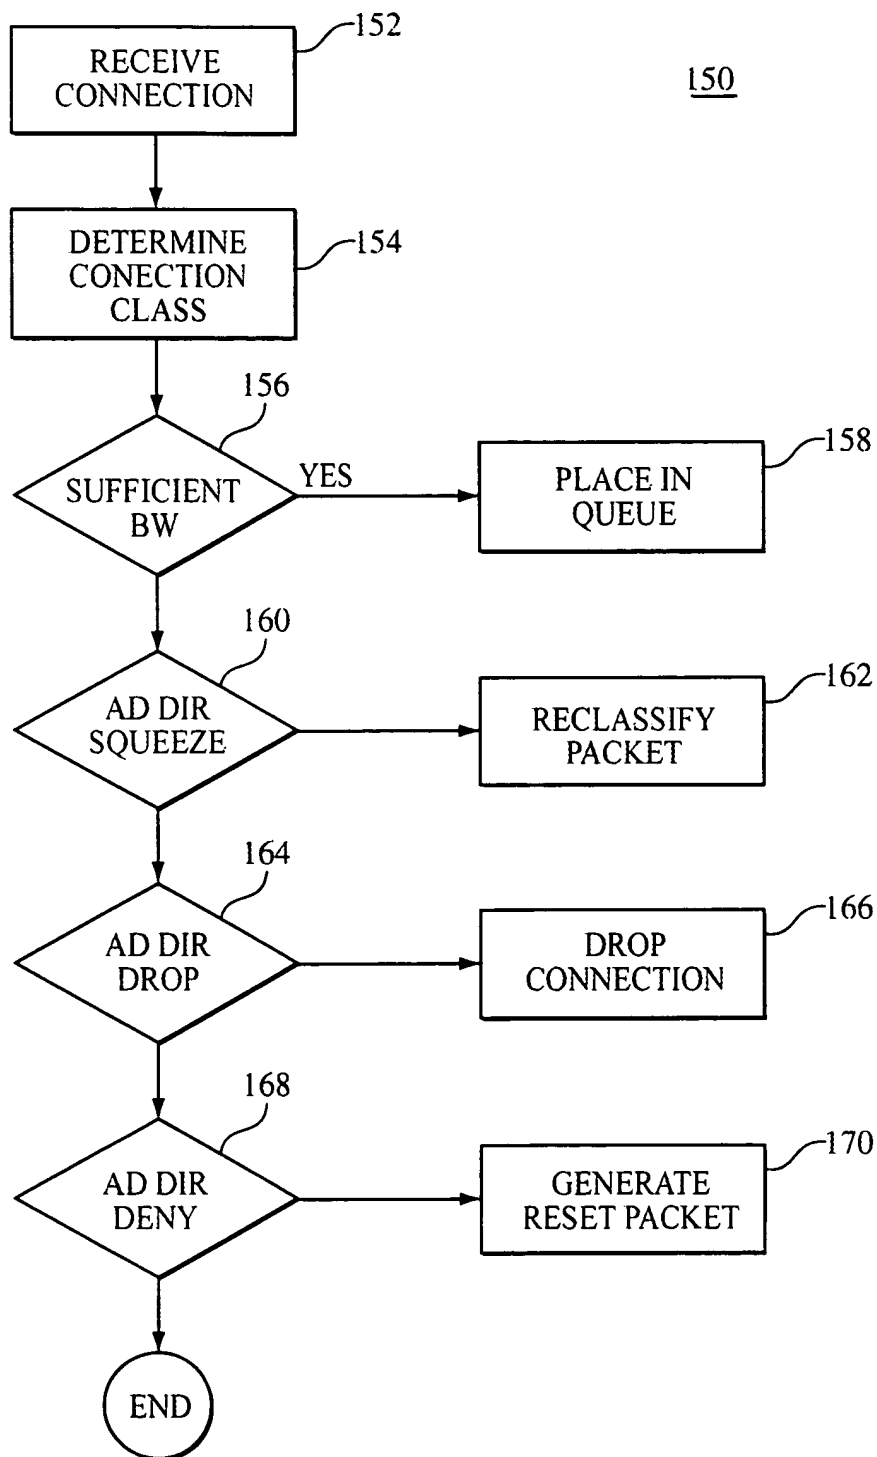 152
RECEIVE
CONNECTION
150
154
DETERMINE
CONECTION
CLASS
156
SUFFICIENT
BW
YES
158
PLACE IN
QUEUE
160
AD DIR
SQUEEZE
162
RECLASSIFY
PACKET
164
AD DIR
DROP
166
DROP
CONNECTION
168
AD DIR
DENY
170
GENERATE
RESET PACKET
END